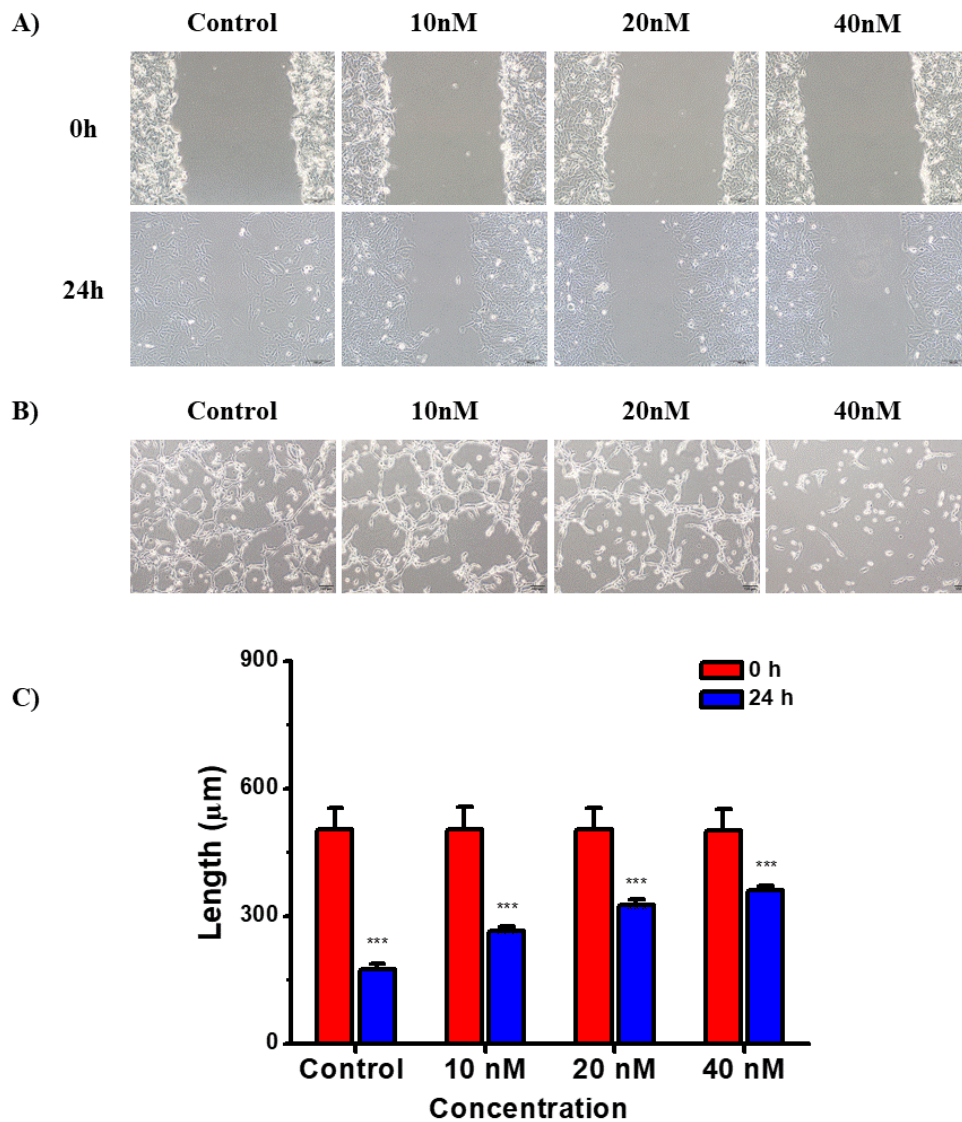 A) Control 10nM 20nM 40nM
0h
24h
B) Control 10nM 20nM 40nM
C)
900
600
300
0
Length (μm)
0 h
24 h
***
***
***
***
Control 10 nM 20 nM 40 nM
Concentration